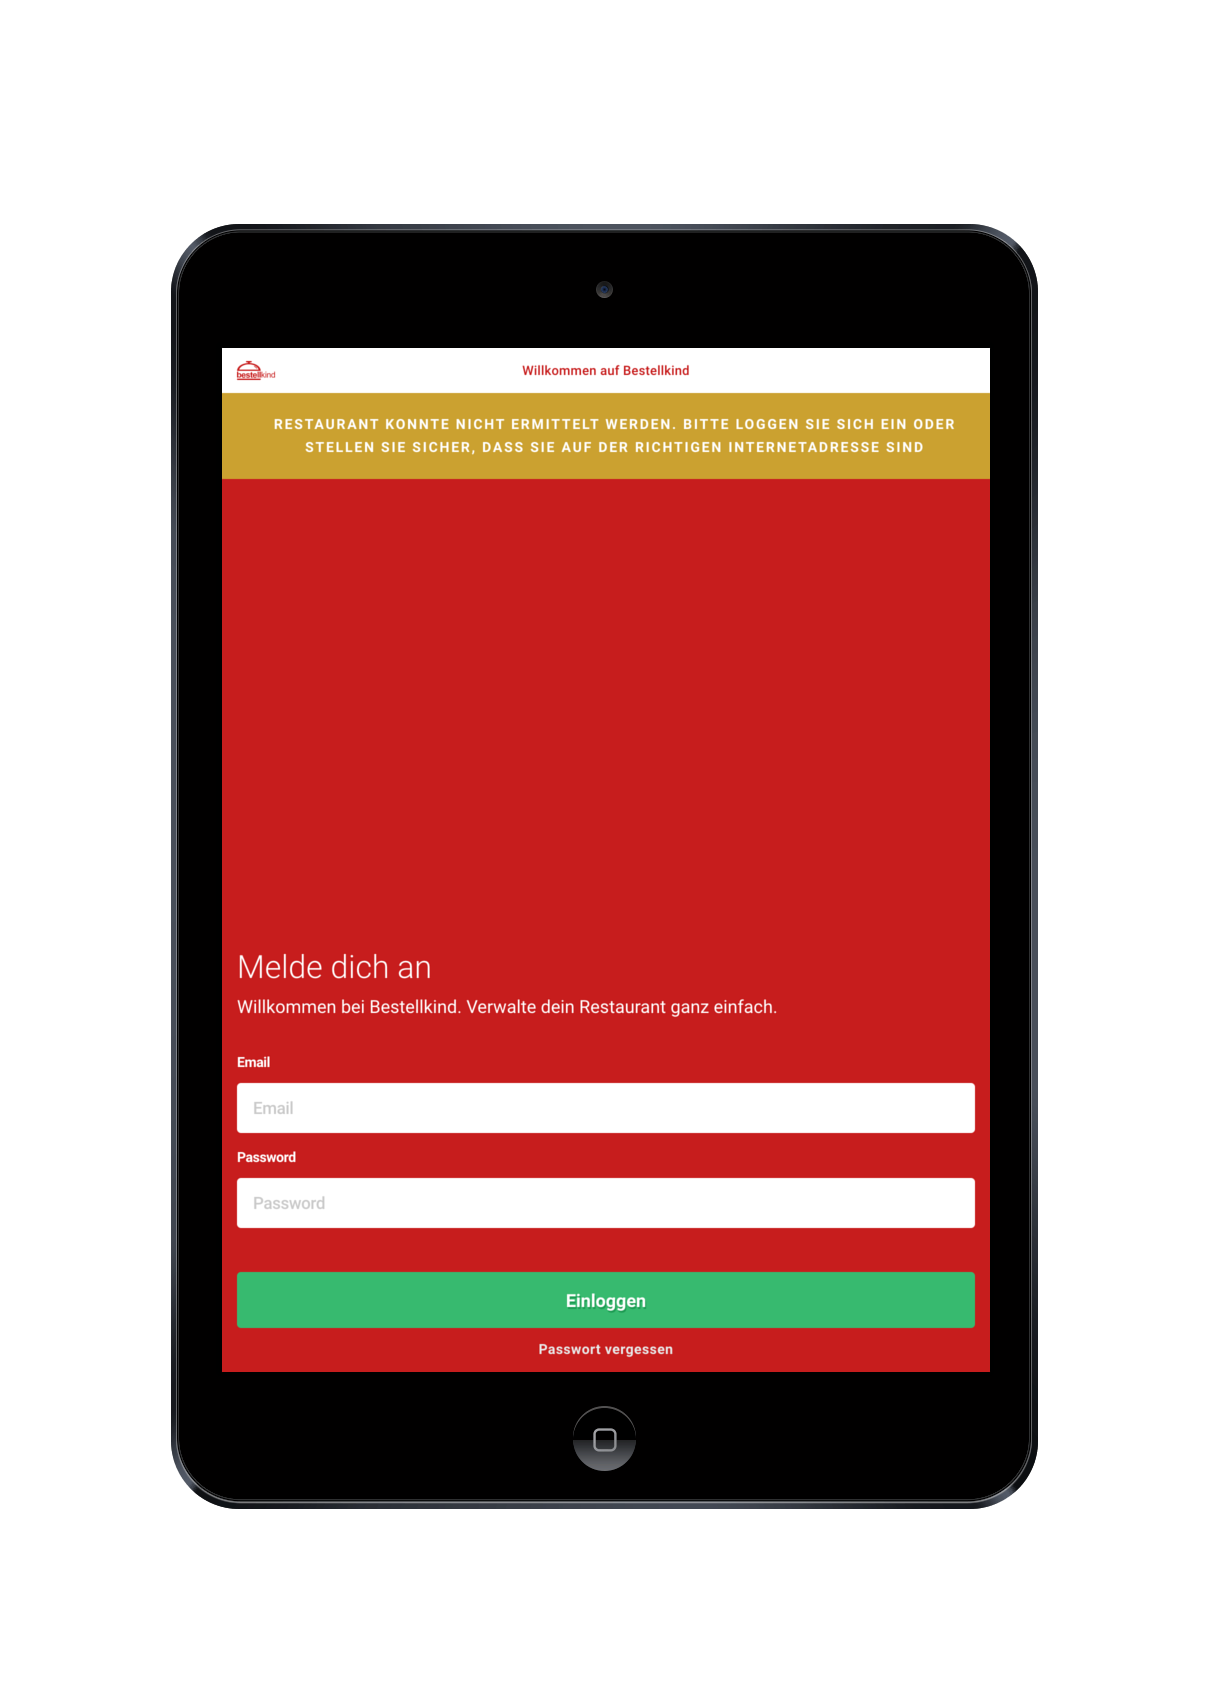 bestellkind
Willkommen auf Bestellkind
RESTAURANT KONNTE NICHT ERMITTELT WERDEN. BITTE LOGGEN SIE SICH EIN ODER
STELLEN SIE SICHER, DASS SIE AUF DER RICHTIGEN INTERNETADRESSE SIND
Melde dich an
Willkommen bei Bestellkind. Verwalte dein Restaurant ganz einfach.
Email
Email
Password
Password
Einloggen
Passwort vergessen